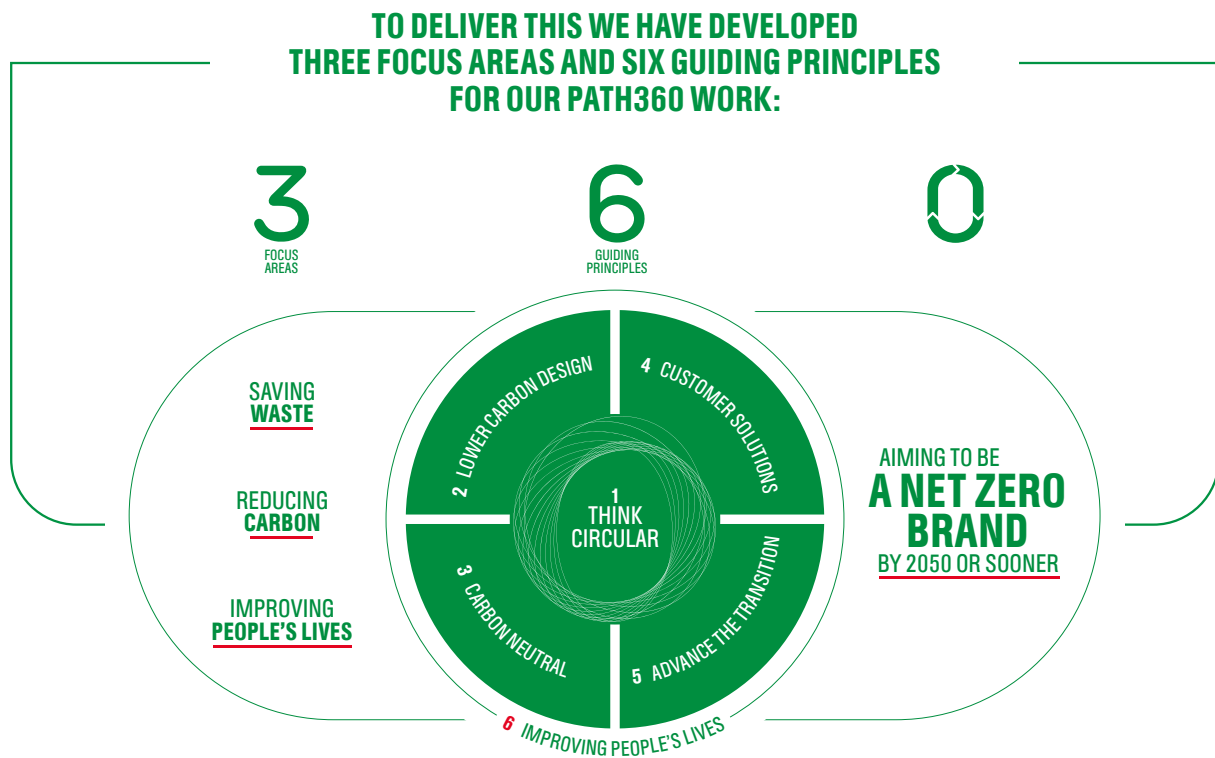 TO DELIVER THIS WE HAVE DEVELOPED
THREE FOCUS AREAS AND SIX GUIDING PRINCIPLES
FOR OUR PATH360 WORK:
3
FOCUS
AREAS
6
GUIDING
PRINCIPLES
0
SAVING
WASTE
REDUCING
CARBON
IMPROVING
PEOPLE'S LIVES
1
THINK
CIRCULAR
2 LOWER CARBON DESIGN
3 CARBON NEUTRAL
4 CUSTOMER SOLUTIONS
5 ADVANCE THE TRANSITION
6 IMPROVING PEOPLE'S LIVES
AIMING TO BE
A NET ZERO
BRAND
BY 2050 OR SOONER